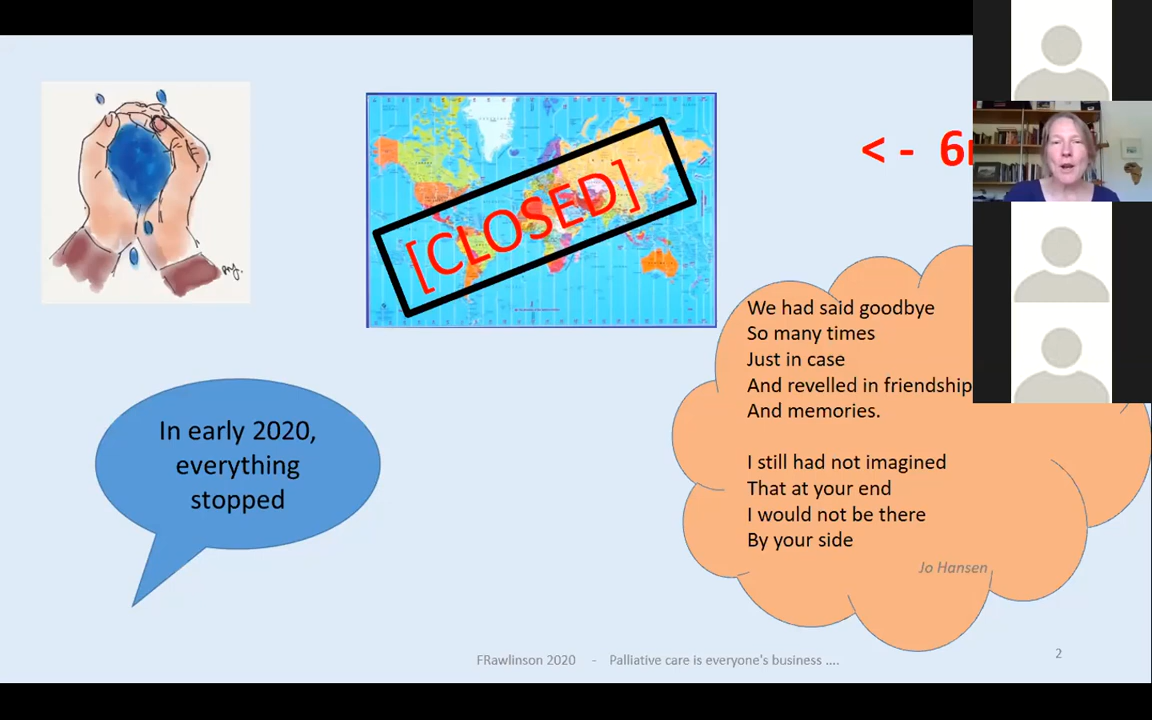 [CLOSED]
< - 6
We had said goodbye
So many times
Just in case
And revelled in friendship
And memories.
I still had not imagined
That at your end
I would not be there
By your side
Jo Hansen
In early 2020,
everything
stopped
FRawlinson 2020 - Palliative care is everyone's business ....
2